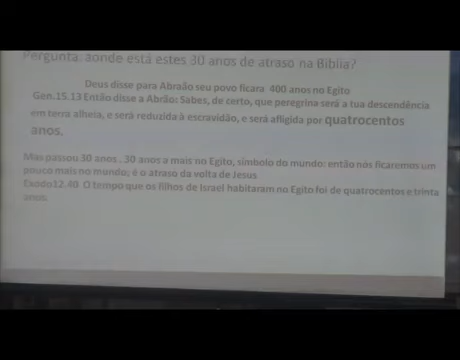 Pergunta: aonde está estes 30 anos de atraso na Biblia?
Deus disse para Abraão seu povo ficara 400 anos no Egito
Gen.15.13 Então disse a Abrão: Sabes, de certo, que peregrina será a tua descendência
em terra alheia, e será reduzida à escravidão, e será afligida por quatrocentos
anos.
Mas passou 30 anos . 30 anos a mais no Egito, simbolo do mundo: então nós ficaremos um
pouco mais no mundo; é o atraso da volta de Jesus
Exodo12.40 O tempo que os filhos de Israel habitaram no Egito foi de quatrocentos e trinta
anos.